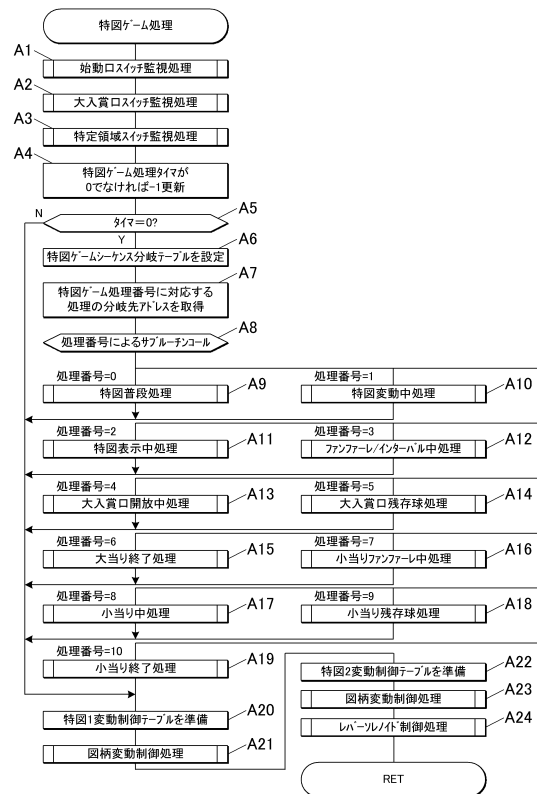 特図ゲーム処理
A1
始動口スイッチ監視処理
A2
大入賞口スイッチ監視処理
A3
特定領域スイッチ監視処理
A4
特図ゲーム処理タイマが
0でなければ-1更新
N
タイマ=0?
A5
Y
A6
特図ゲームシーケンス分岐テーブルを設定
A7
特図ゲーム処理番号に対応する
処理の分岐先アドレスを取得
処理番号によるサブルーチンコール
A8
処理番号=0
特図普段処理
A9
処理番号=1
特図変動中処理
A10
処理番号=2
特図表示中処理
A11
処理番号=3
ファンファーレ/インターバル中処理
A12
処理番号=4
大入賞口開放中処理
A13
処理番号=5
大入賞口残存球処理
A14
処理番号=6
大当り終了処理
A15
処理番号=7
小当りファンファーレ中処理
A16
処理番号=8
小当り中処理
A17
処理番号=9
小当り残存球処理
A18
処理番号=10
小当り終了処理
A19
特図1変動制御テーブルを準備
A20
図柄変動制御処理
A21
特図2変動制御テーブルを準備
A22
図柄変動制御処理
A23
レバーソレノイド制御処理
A24
RET